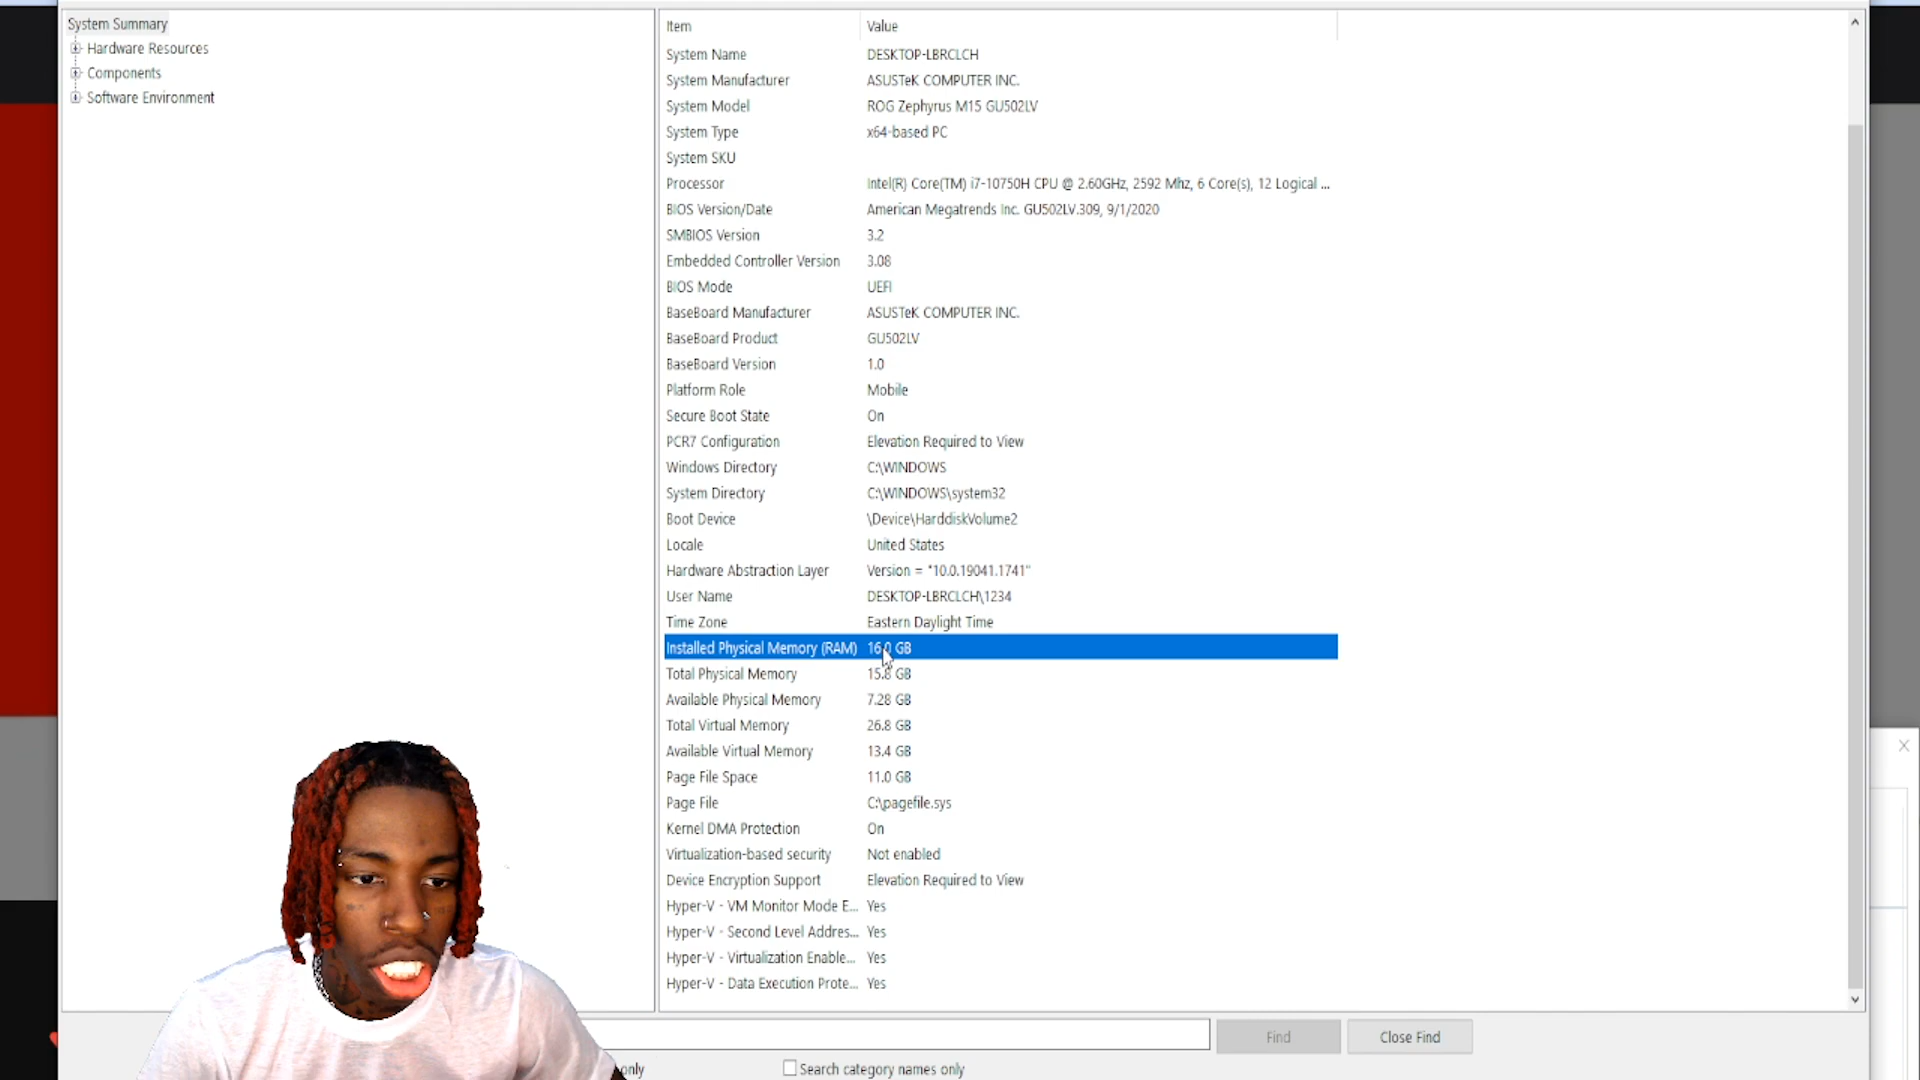 System Summary
Hardware Resources
Components
Software Environment
Item Value
System Name DESKTOP-LBRCLCH
System Manufacturer ASUSTeK COMPUTER INC.
System Model ROG Zephyrus M15 GU502LV
System Type x64-based PC
System SKU
Processor Intel(R) Core(TM) i7-10750H CPU @ 2.60GHz, 2592 Mhz, 6 Core(s), 12 Logical ...
BIOS Version/Date American Megatrends Inc. GU502LV.309, 9/1/2020
SMBIOS Version 3.2
Embedded Controller Version 3.08
BIOS Mode UEFI
BaseBoard Manufacturer ASUSTeK COMPUTER INC.
BaseBoard Product GU502LV
BaseBoard Version 1.0
Platform Role Mobile
Secure Boot State On
PCR7 Configuration Elevation Required to View
Windows Directory C:\WINDOWS
System Directory C:\WINDOWS\system32
Boot Device \Device\HarddiskVolume2
Locale United States
Hardware Abstraction Layer Version = "10.0.19041.1741"
User Name DESKTOP-LBRCLCH\1234
Time Zone Eastern Daylight Time
Installed Physical Memory (RAM) 16.0 GB
Total Physical Memory 15.8 GB
Available Physical Memory 7.28 GB
Total Virtual Memory 26.8 GB
Available Virtual Memory 13.4 GB
Page File Space 11.0 GB
Page File C:\pagefile.sys
Kernel DMA Protection On
Virtualization-based security Not enabled
Device Encryption Support Elevation Required to View
Hyper-V - VM Monitor Mode E... Yes
Hyper-V - Second Level Addres... Yes
Hyper-V - Virtualization Enable... Yes
Hyper-V - Data Execution Prote... Yes
Find Close Find
only Search category names only